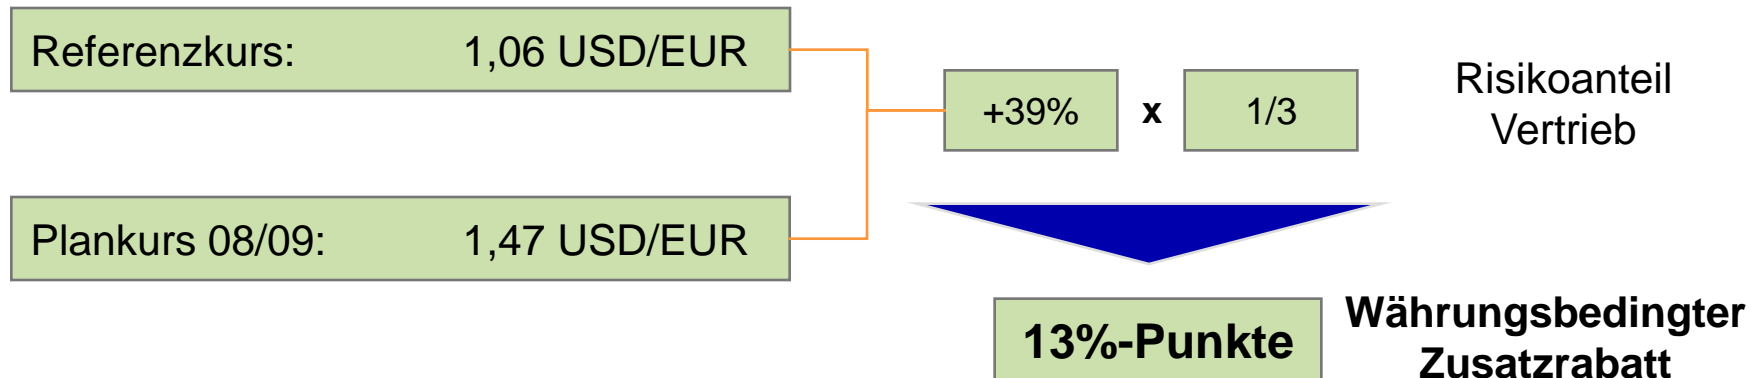 Referenzkurs: 1,06 USD/EUR
+39% x 1/3
Risikoanteil
Vertrieb
Plankurs 08/09: 1,47 USD/EUR
13%-Punkte
Währungsbedingter
Zusatzrabatt